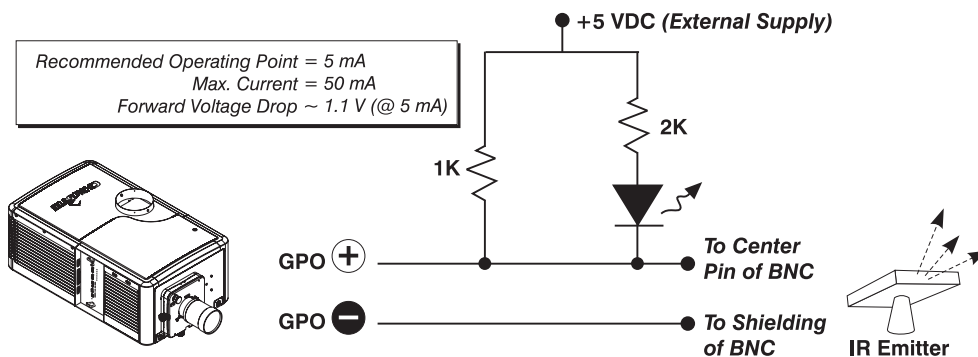 +5 VDC (External Supply)
Recommended Operating Point = 5 mA
Max. Current = 50 mA
Forward Voltage Drop ~ 1.1 V (@ 5 mA)
2K
1K
GPO +
To Center
Pin of BNC
GPO -
To Shielding
of BNC
IR Emitter
CHRISTIE